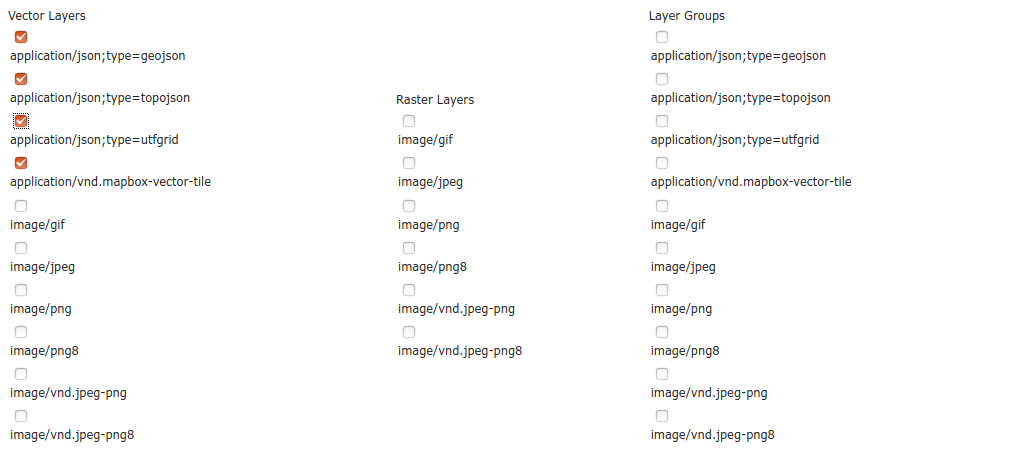 Vector Layers
application/json;type=geojson
application/json;type=topojson
application/json;type=utfgrid
application/vnd.mapbox-vector-tile
image/gif
image/jpeg
image/png
image/png8
image/vnd.jpeg-png
image/vnd.jpeg-png8
Raster Layers
image/gif
image/jpeg
image/png
image/png8
image/vnd.jpeg-png
image/vnd.jpeg-png8
Layer Groups
application/json;type=geojson
application/json;type=topojson
application/json;type=utfgrid
application/vnd.mapbox-vector-tile
image/gif
image/jpeg
image/png
image/png8
image/vnd.jpeg-png
image/vnd.jpeg-png8